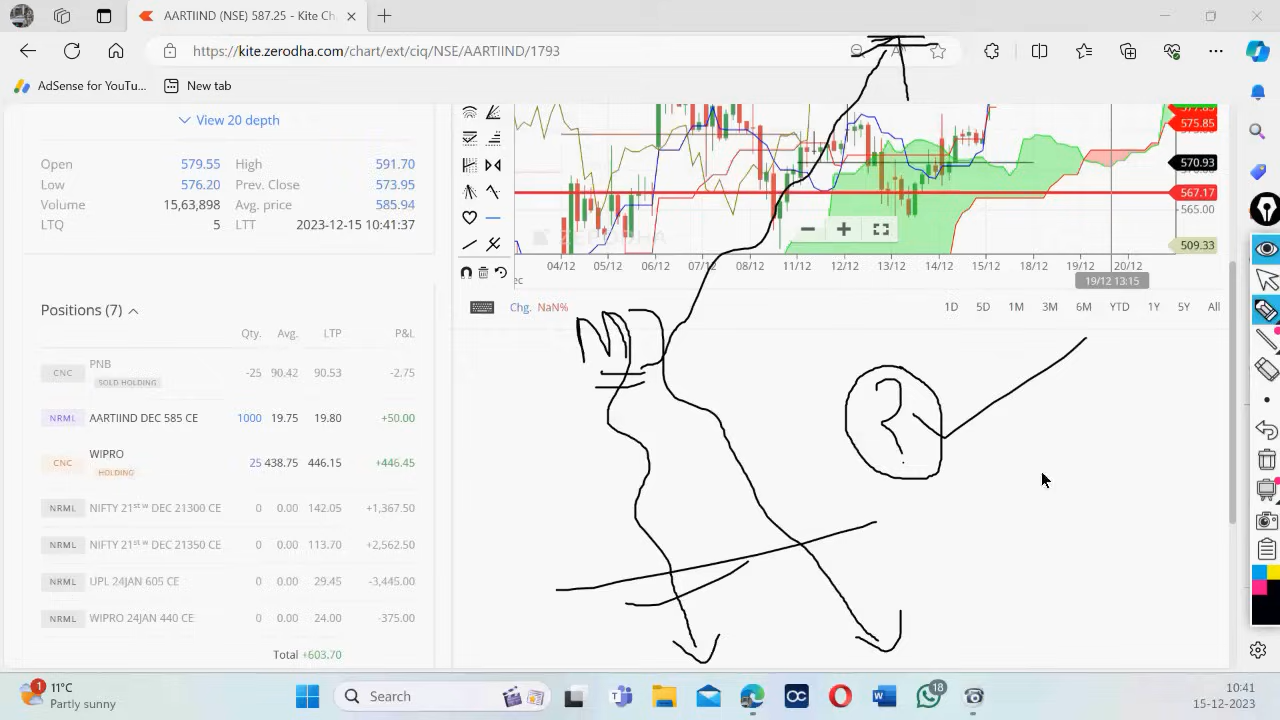 AARTIIND (NSE) 587.25 - Kite Ch
https://kite.zerodha.com/chart/ext/ciq/NSE/AARTIIND/1793
AdSense for YouTu...
New tab
View 20 depth
Open 579.55 High 591.70
Low 576.20 Prev. Close 573.95
Volume 15,63,898 Avg. price 585.94
LTQ 5 LTT 2023-12-15 10:41:37
Positions (7)
Qty. Avg. LTP P&L
CNC PNB SOLD HOLDING -25 90.42 90.53 -2.75
NRML AARTIIND DEC 585 CE 1000 19.75 19.80 +50.00
CNC WIPRO HOLDING 25 438.75 446.15 +446.45
NRML NIFTY 21st w DEC 21300 CE 0 0.00 142.05 +1,367.50
NRML NIFTY 21st w DEC 21350 CE 0 0.00 113.70 +2,562.50
NRML UPL 24JAN 605 CE 0 0.00 29.45 -3,445.00
NRML WIPRO 24JAN 440 CE 0 0.00 24.00 -375.00
Total +603.70
575.85
570.93
567.17
565.00
509.33
ZERODHA
04/12 05/12 06/12 07/12 08/12 11/12 12/12 13/12 14/12 15/12 18/12 19/12 20/12
19/12 13:15
ec
Chg. NaN%
1D 5D 1M 3M 6M YTD 1Y 5Y All
1
11°C
Partly sunny
Search
18
10:41
15-12-2023